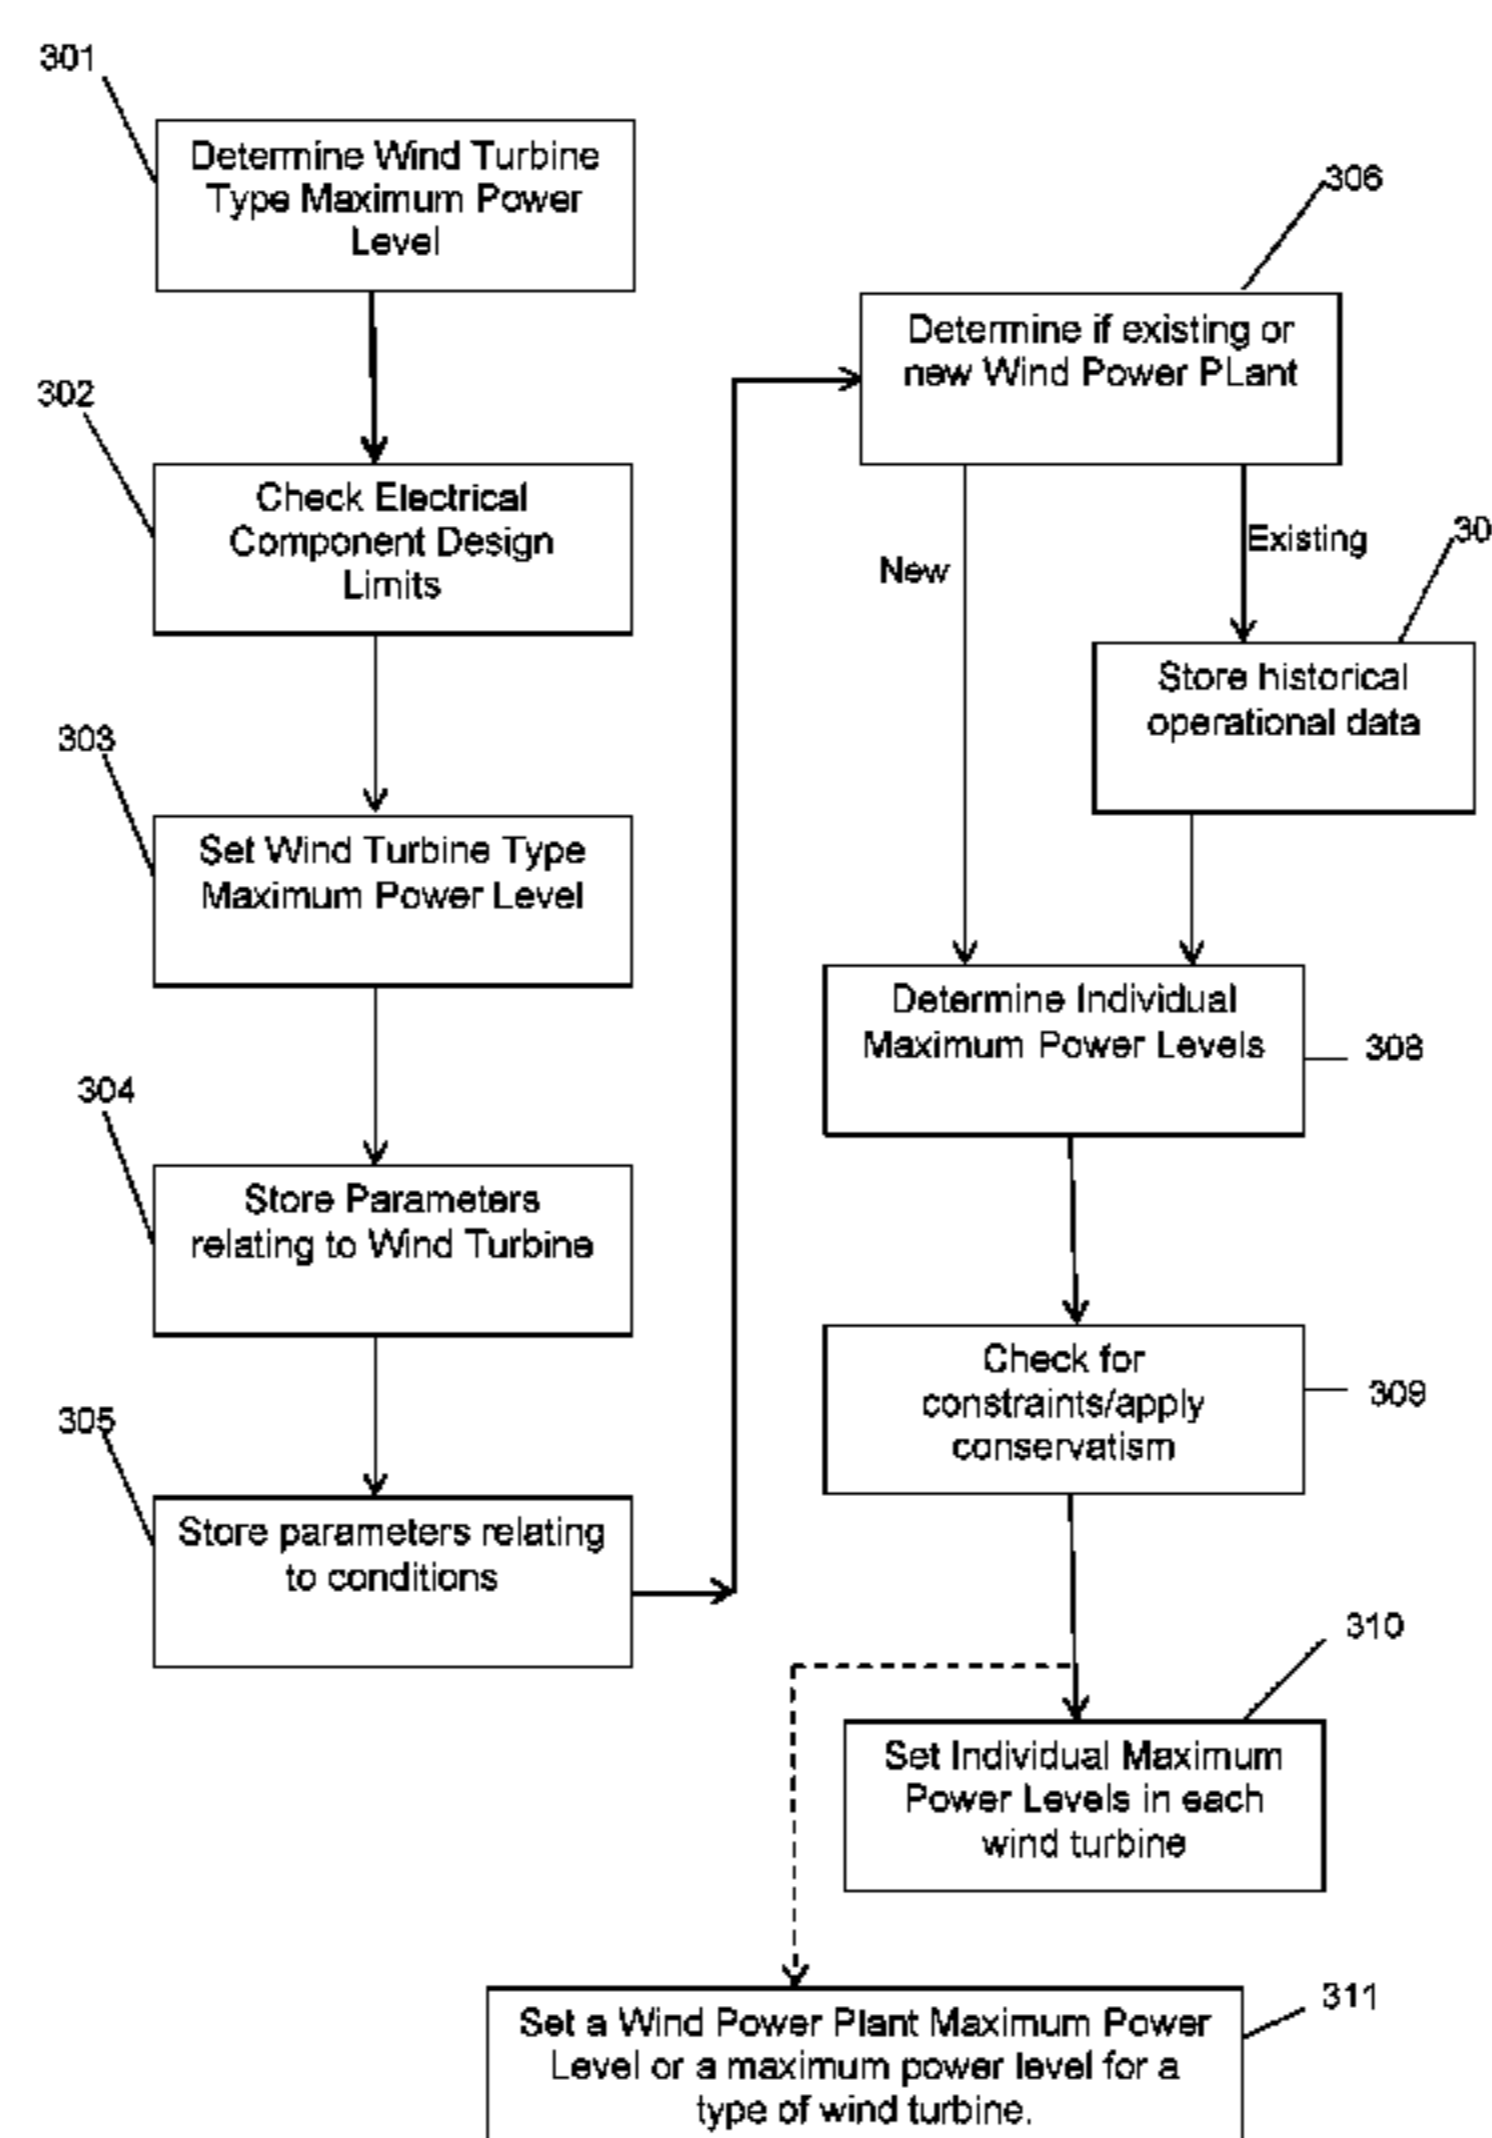 301
Determine Wind Turbine
Type Maximum Power
Level
302
Check Electrical
Component Design
Limits
303
Set Wind Turbine Type
Maximum Power Level
304
Store Parameters
relating to Wind Turbine
305
Store parameters relating
to conditions
306
Determine if existing or
new Wind Power PLant
New
Existing
30
Store historical
operational data
Determine Individual
Maximum Power Levels
308
Check for
constraints/apply
conservatism
309
310
Set Individual Maximum
Power Levels in each
wind turbine
311
Set a Wind Power Plant Maximum Power
Level or a maximum power level for a
type of wind turbine.